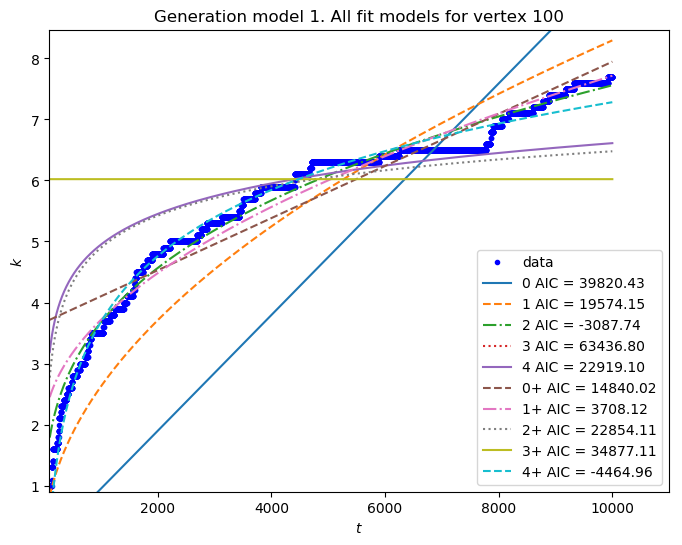 Generation model 1. All fit models for vertex 100
8
7
6
5
4
3
2
1
k
2000 4000 6000 8000 10000
t
data
0 AIC = 39820.43
1 AIC = 19574.15
2 AIC = -3087.74
3 AIC = 63436.80
4 AIC = 22919.10
0+ AIC = 14840.02
1+ AIC = 3708.12
2+ AIC = 22854.11
3+ AIC = 34877.11
4+ AIC = -4464.96